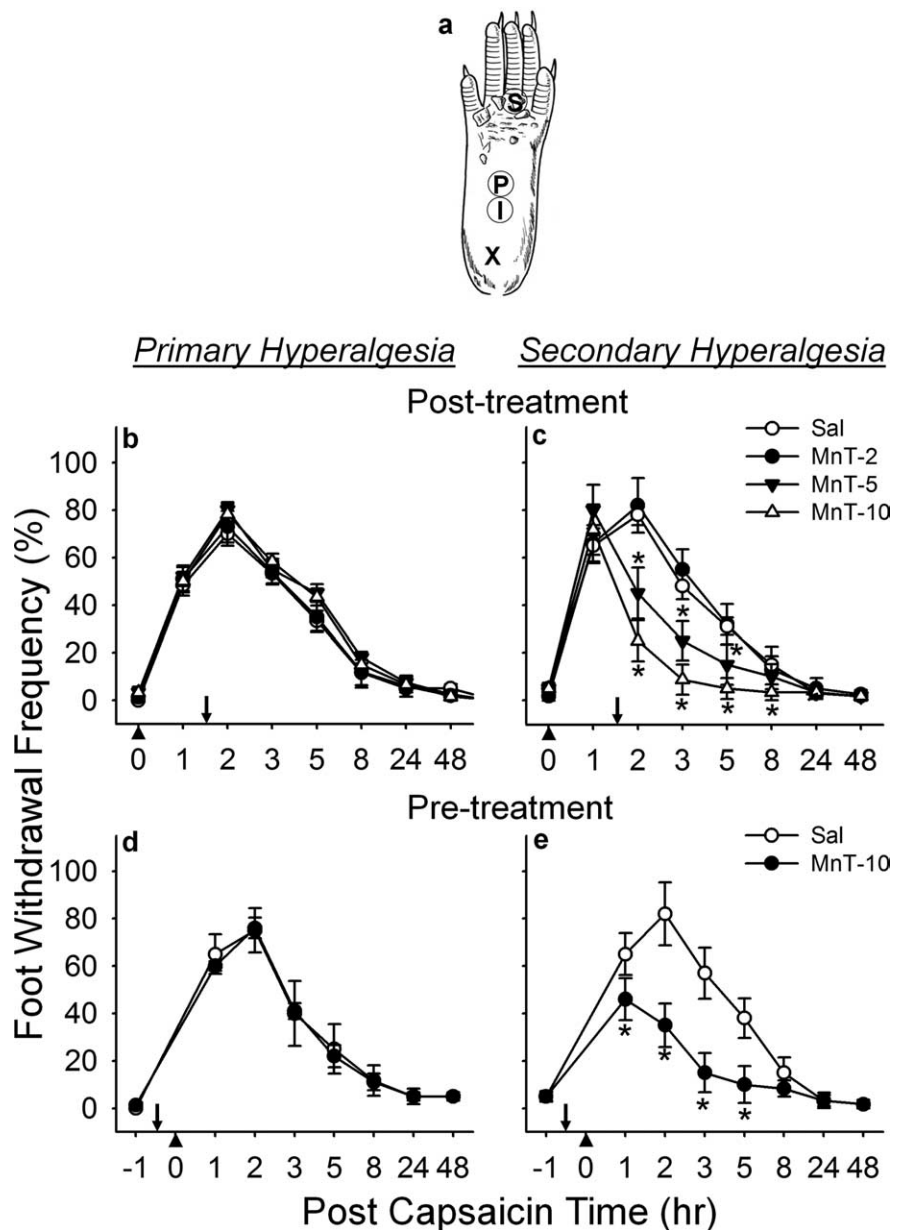 a
S
P
I
X
Primary Hyperalgesia
Secondary Hyperalgesia
Post-treatment
b
c
Sal
MnT-2
MnT-5
MnT-10
100
80
60
40
20
0
0 1 2 3 5 8 24 48
0 1 2 3 5 8 24 48
* * * * * * *
Pre-treatment
d
e
Sal
MnT-10
100
80
60
40
20
0
-1 0 1 2 3 5 8 24 48
-1 0 1 2 3 5 8 24 48
* * * *
Foot Withdrawal Frequency (%)
Post Capsaicin Time (hr)